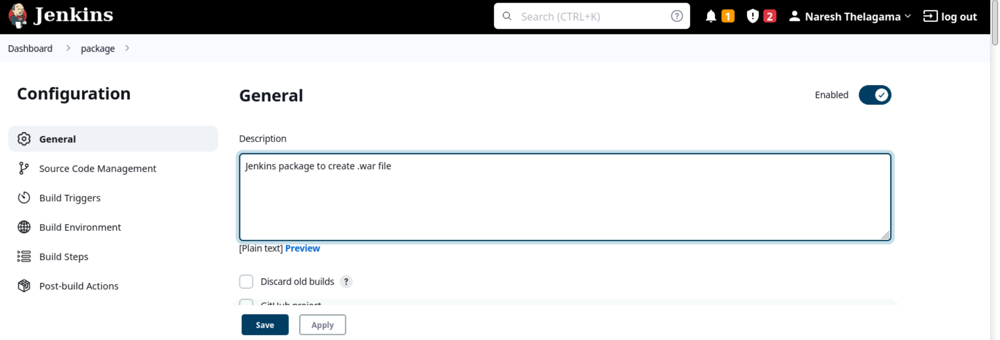 Jenkins
Search (CTRL+K)
?
1
2
Naresh Thelagama
log out
Dashboard
package
Configuration
General
Source Code Management
Build Triggers
Build Environment
Build Steps
Post-build Actions
General
Enabled
Description
Jenkins package to create .war file
[Plain text] Preview
Discard old builds ?
GitHub project
Save
Apply